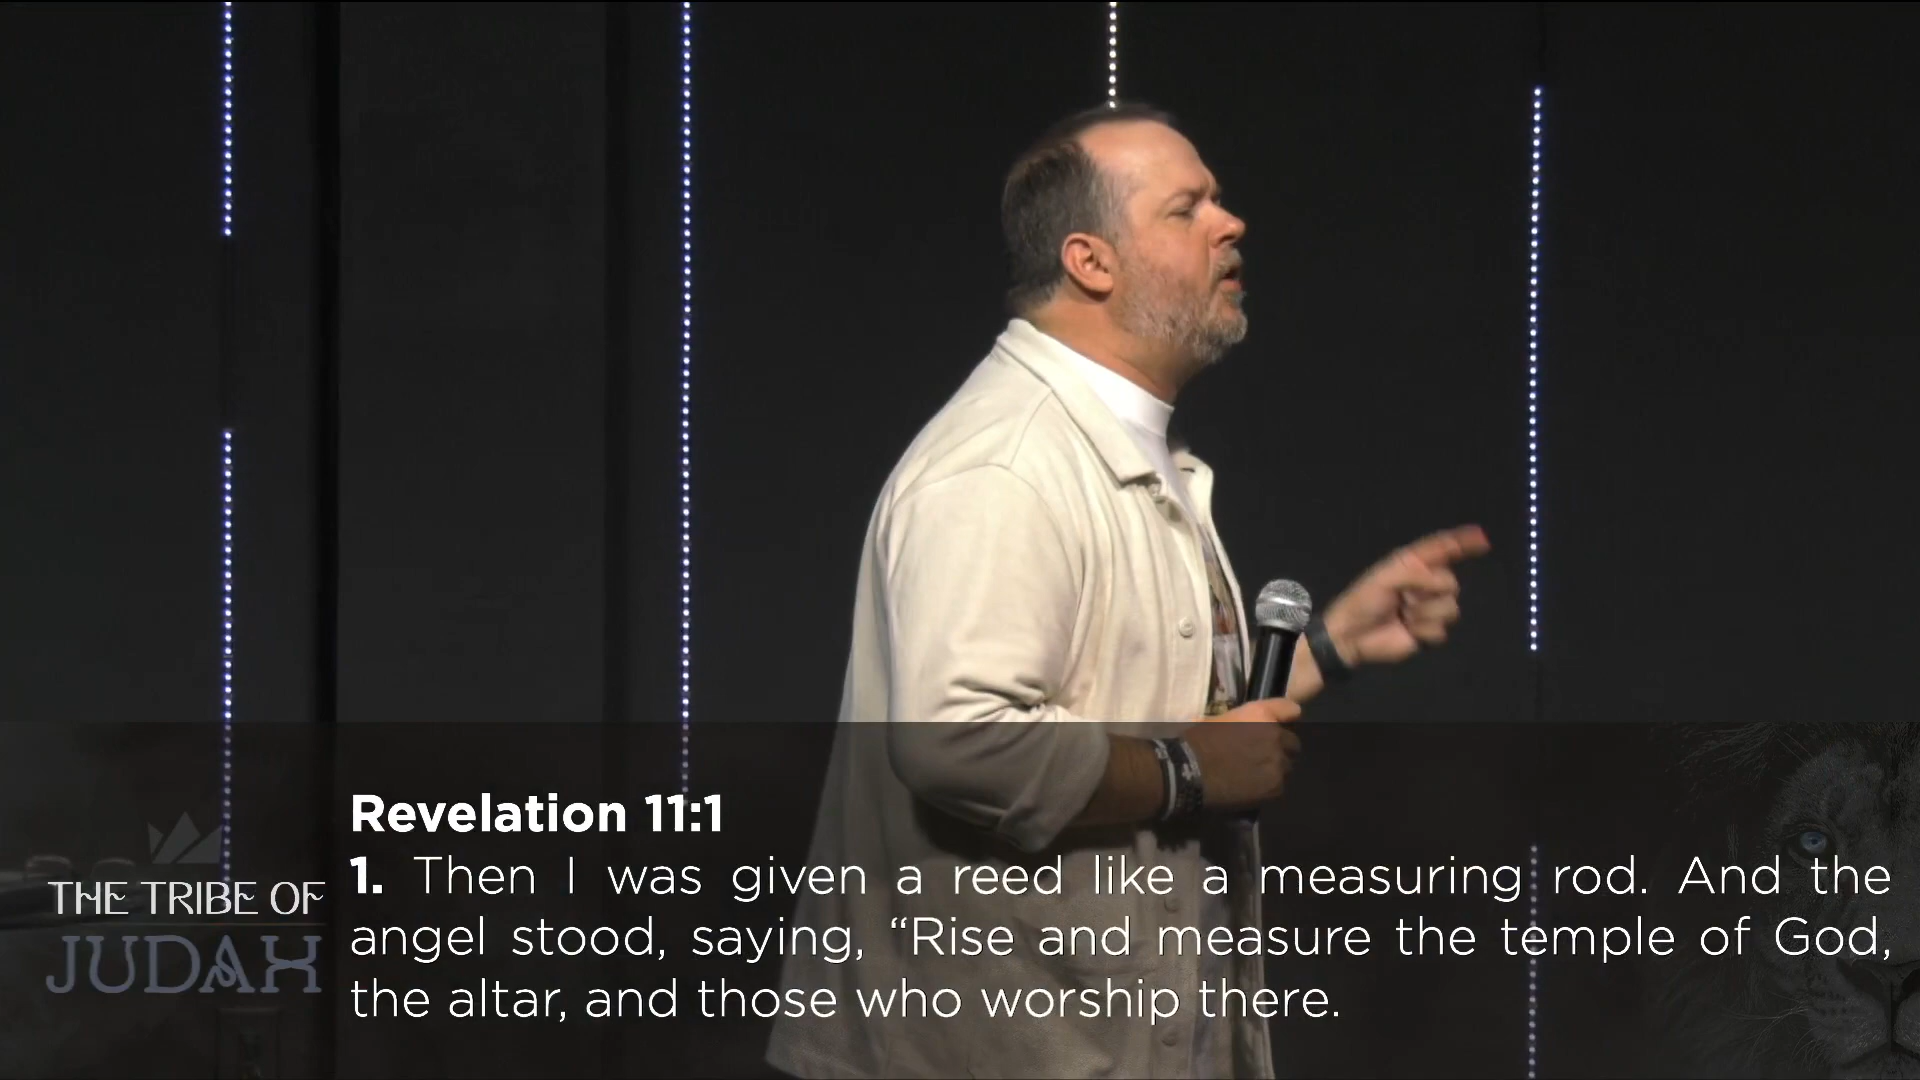 Revelation 11:1
1. Then I was given a reed like a measuring rod. And the
angel stood, saying, “Rise and measure the temple of God,
the altar, and those who worship there.
THE TRIBE OF
JUDAH